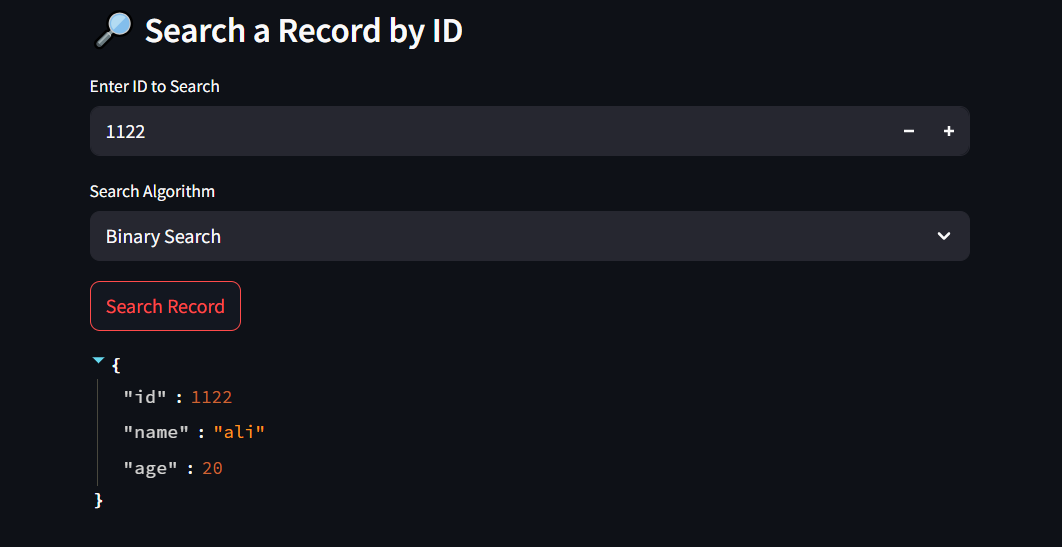 Search a Record by ID
Enter ID to Search
1122
Search Algorithm
Binary Search
Search Record
{
"id" : 1122
"name" : "ali"
"age" : 20
}